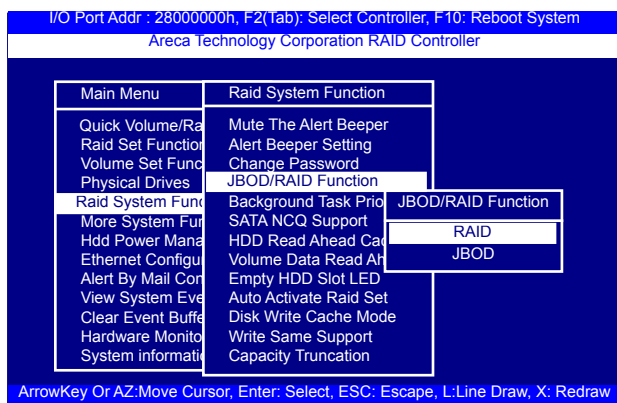 I/O Port Addr : 28000000h, F2(Tab): Select Controller, F10: Reboot System
Areca Technology Corporation RAID Controller
Main Menu
Quick Volume/Ra
Raid Set Function
Volume Set Func
Physical Drives
Raid System Func
More System Fun
Hdd Power Mana
Ethernet Configu
Alert By Mail Con
View System Eve
Clear Event Buffe
Hardware Monito
System informati
Raid System Function
Mute The Alert Beeper
Alert Beeper Setting
Change Password
JBOD/RAID Function
Background Task Prio
SATA NCQ Support
HDD Read Ahead Cac
Volume Data Read Ah
Empty HDD Slot LED
Auto Activate Raid Set
Disk Write Cache Mode
Write Same Support
Capacity Truncation
JBOD/RAID Function
RAID
JBOD
ArrowKey Or AZ:Move Cursor, Enter: Select, ESC: Escape, L:Line Draw, X: Redraw